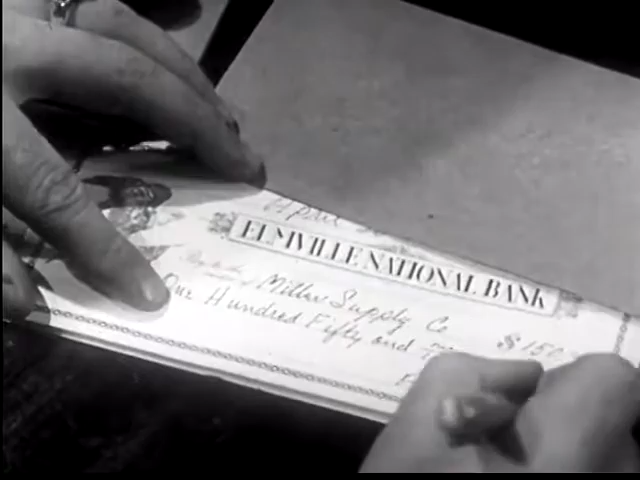 April
ELMVILLE NATIONAL BANK
Miller Supply Co $150
One Hundred Fifty and